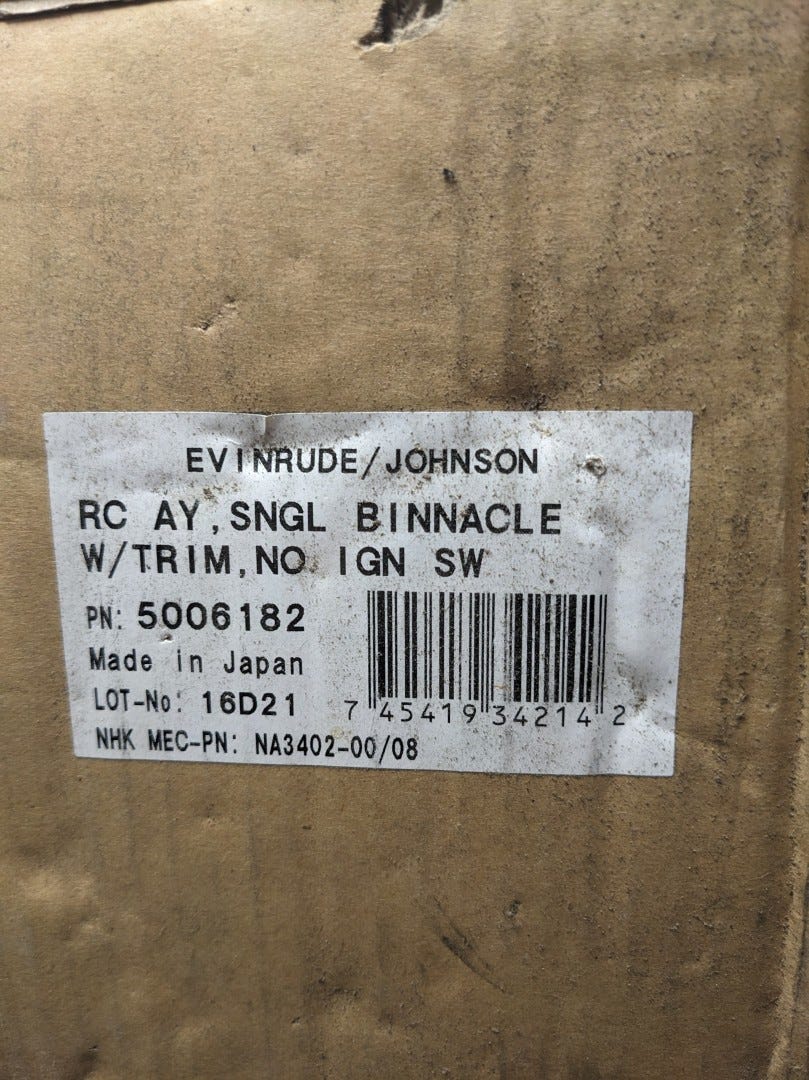 EVINRUDE/JOHNSON
RC AY,SNGL BINNACLE
W/TRIM,NO IGN SW
PN: 5006182
Made in Japan
LOT-No: 16D21
7 45419 34214 2
NHK MEC-PN: NA3402-00/08